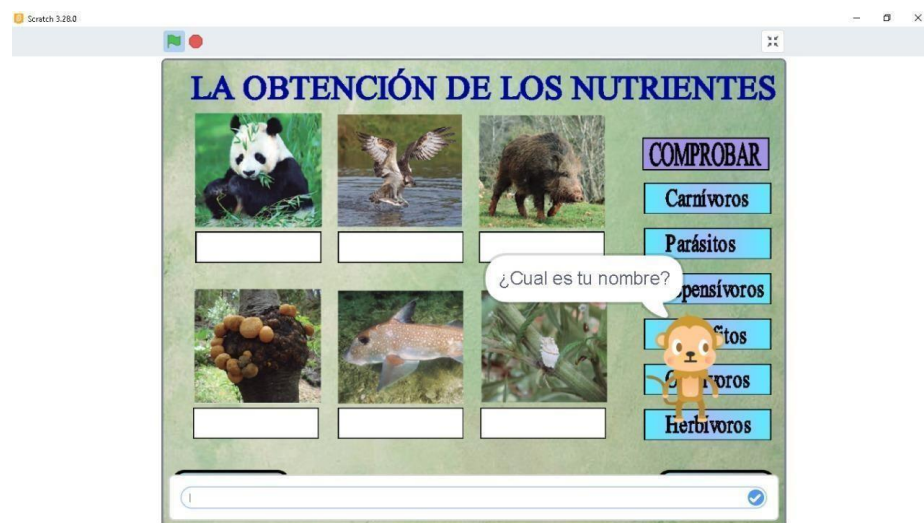 Scratch 3.28.0
LA OBTENCIÓN DE LOS NUTRIENTES
COMPROBAR
Carnívoros
Parásitos
¿Cual es tu nombre?
Herbívoros